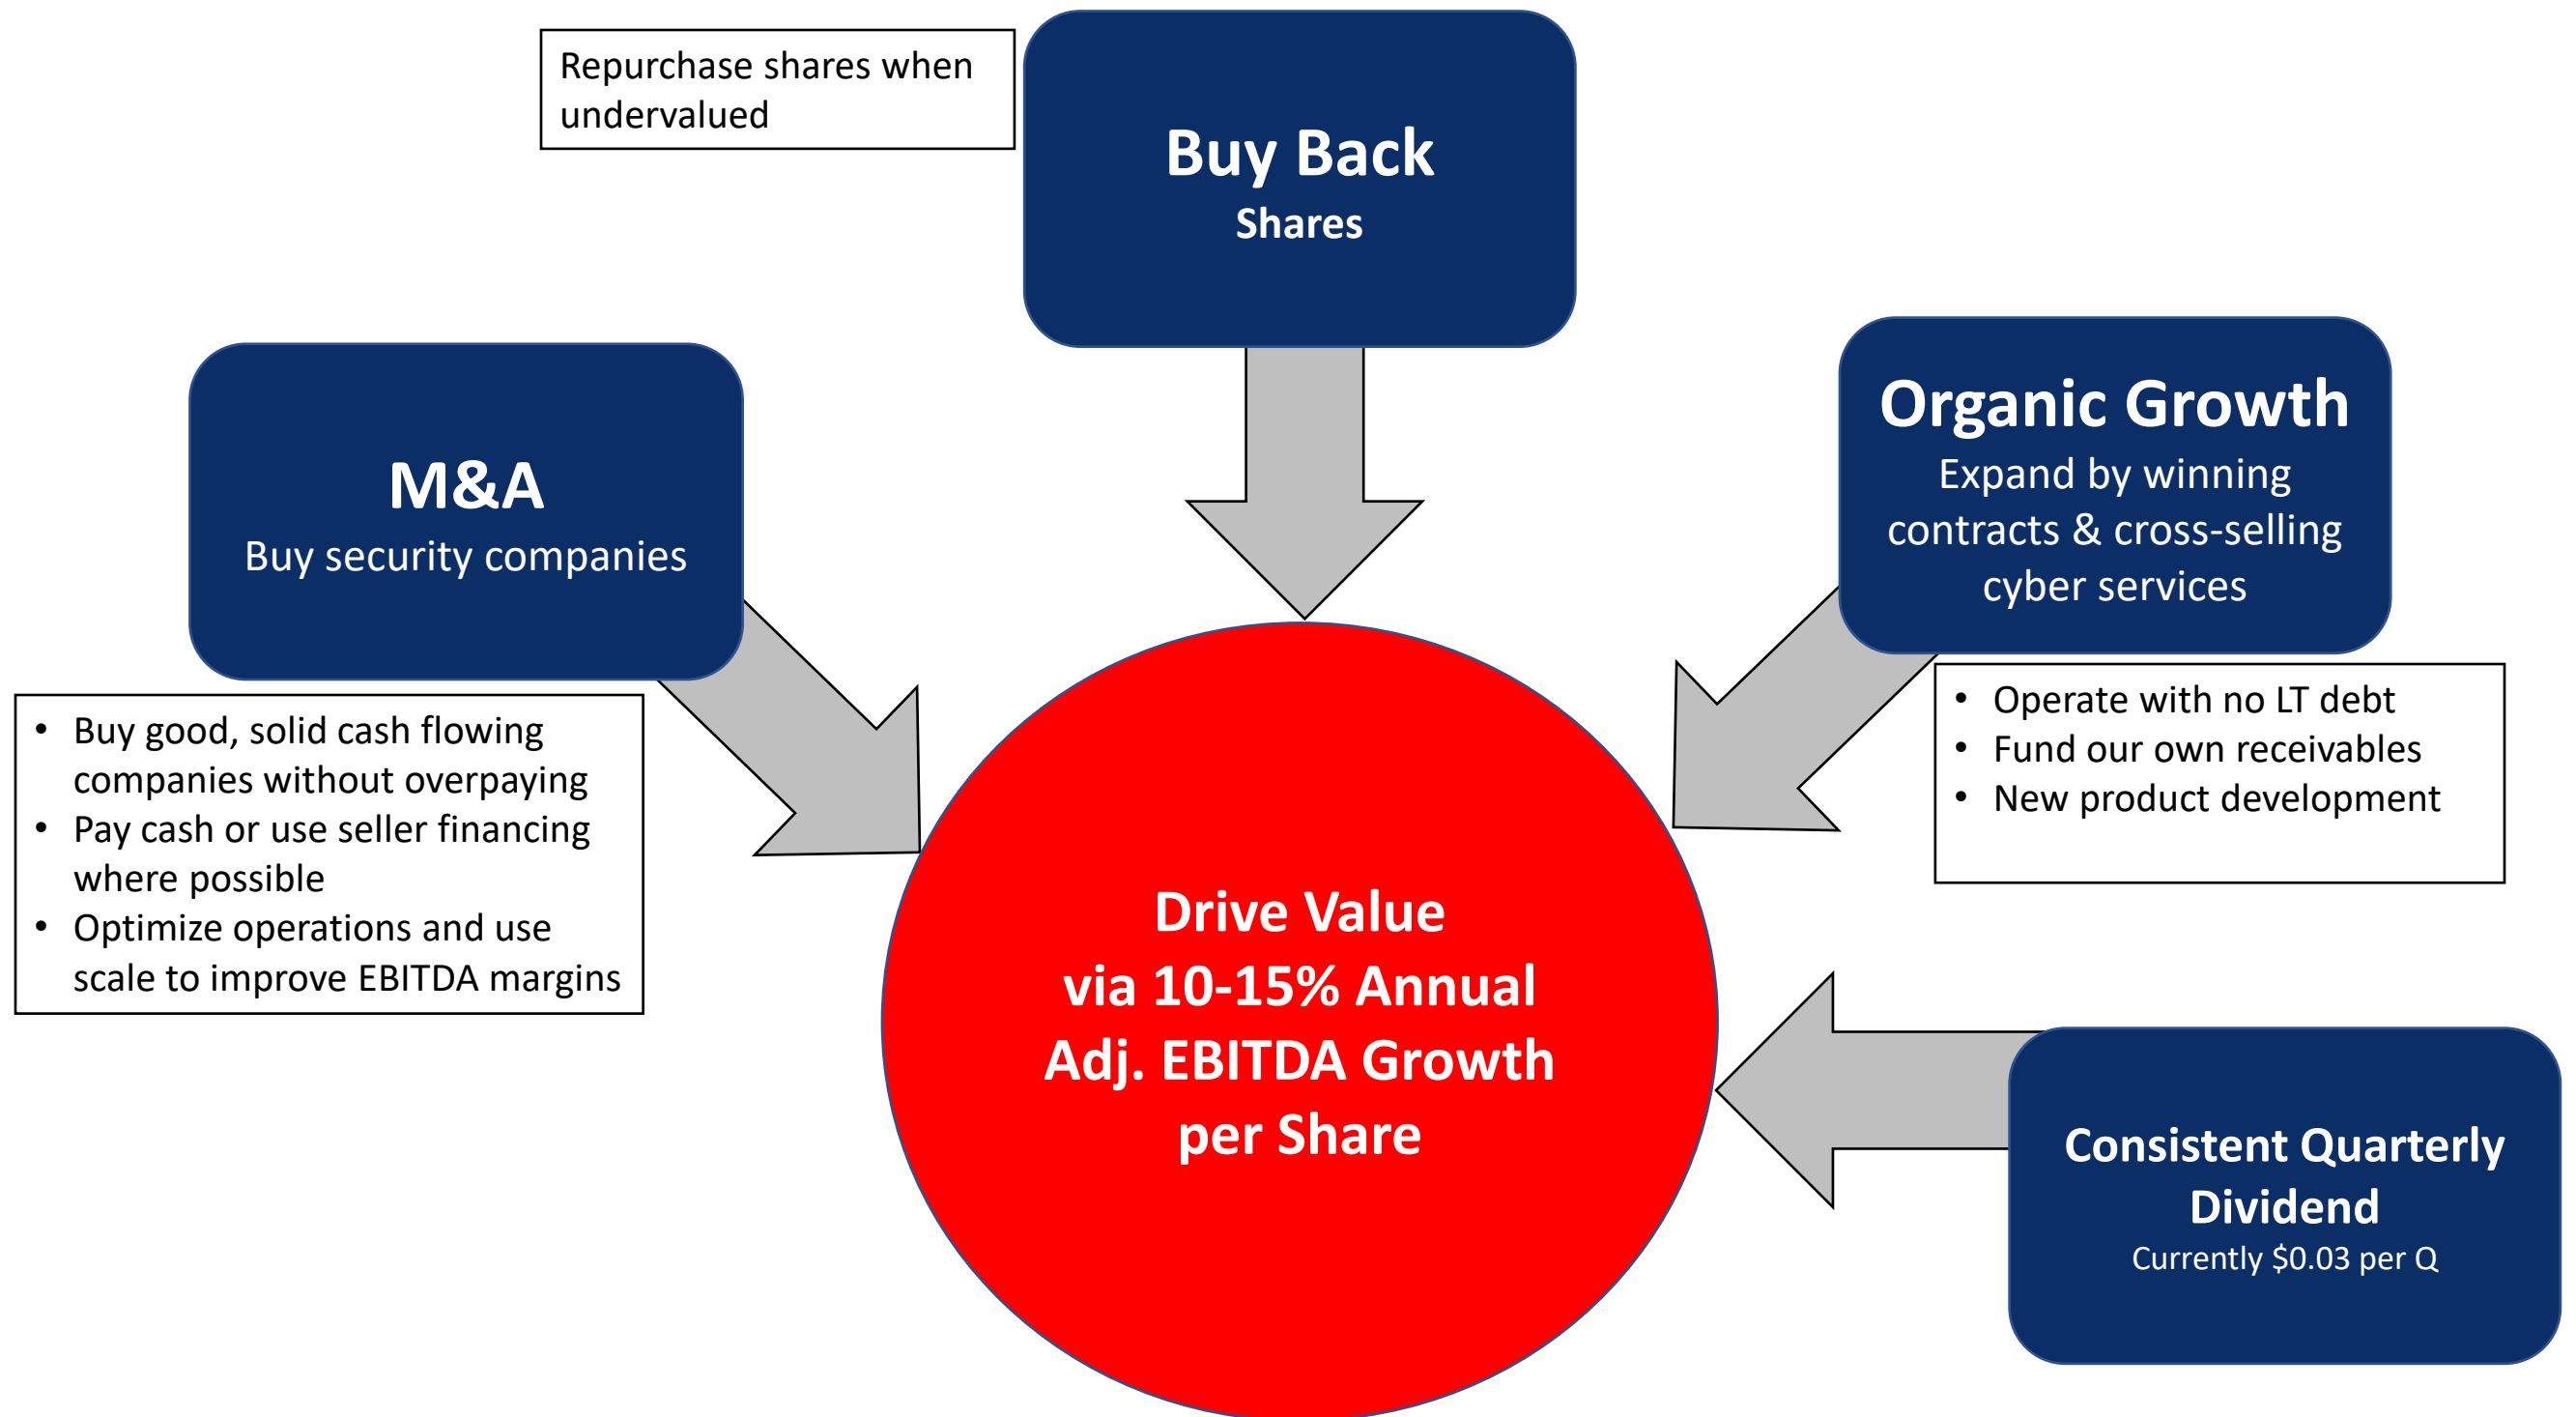 Repurchase shares when
undervalued
Buy Back
Shares
M&A
Buy security companies
• Buy good, solid cash flowing
companies without overpaying
• Pay cash or use seller financing
where possible
• Optimize operations and use
scale to improve EBITDA margins
Organic Growth
Expand by winning
contracts & cross-selling
cyber services
• Operate with no LT debt
• Fund our own receivables
• New product development
Drive Value
via 10-15% Annual
Adj. EBITDA Growth
per Share
Consistent Quarterly
Dividend
Currently $0.03 per Q